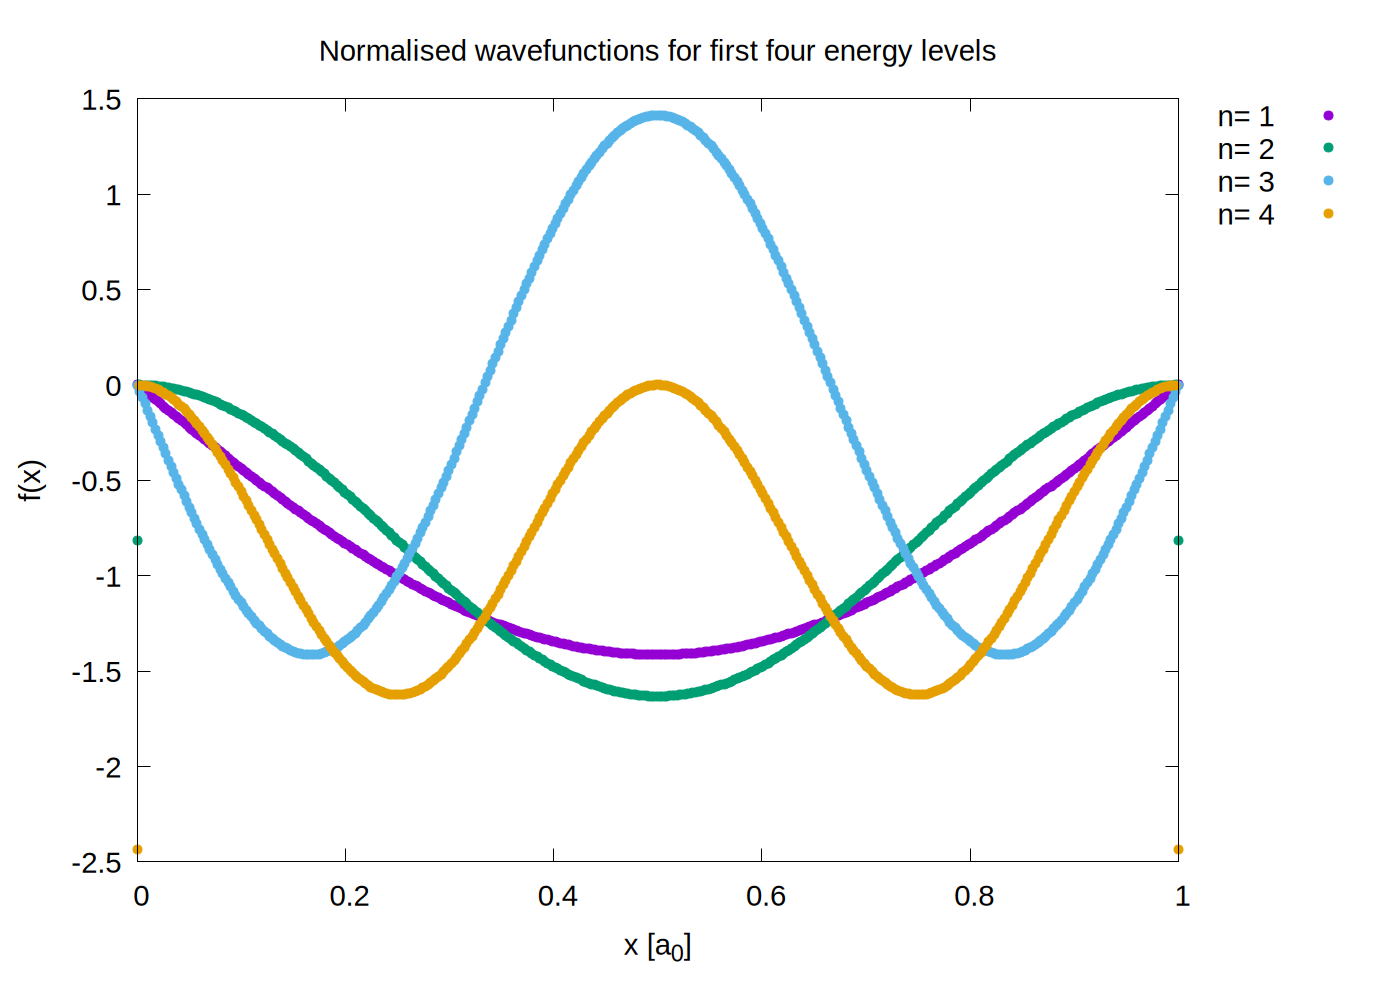 Normalised wavefunctions for first four energy levels
n= 1
n= 2
n= 3
n= 4
1.5
1
0.5
0
-0.5
-1
-1.5
-2
-2.5
f(x)
0 0.2 0.4 0.6 0.8 1
x [a0]